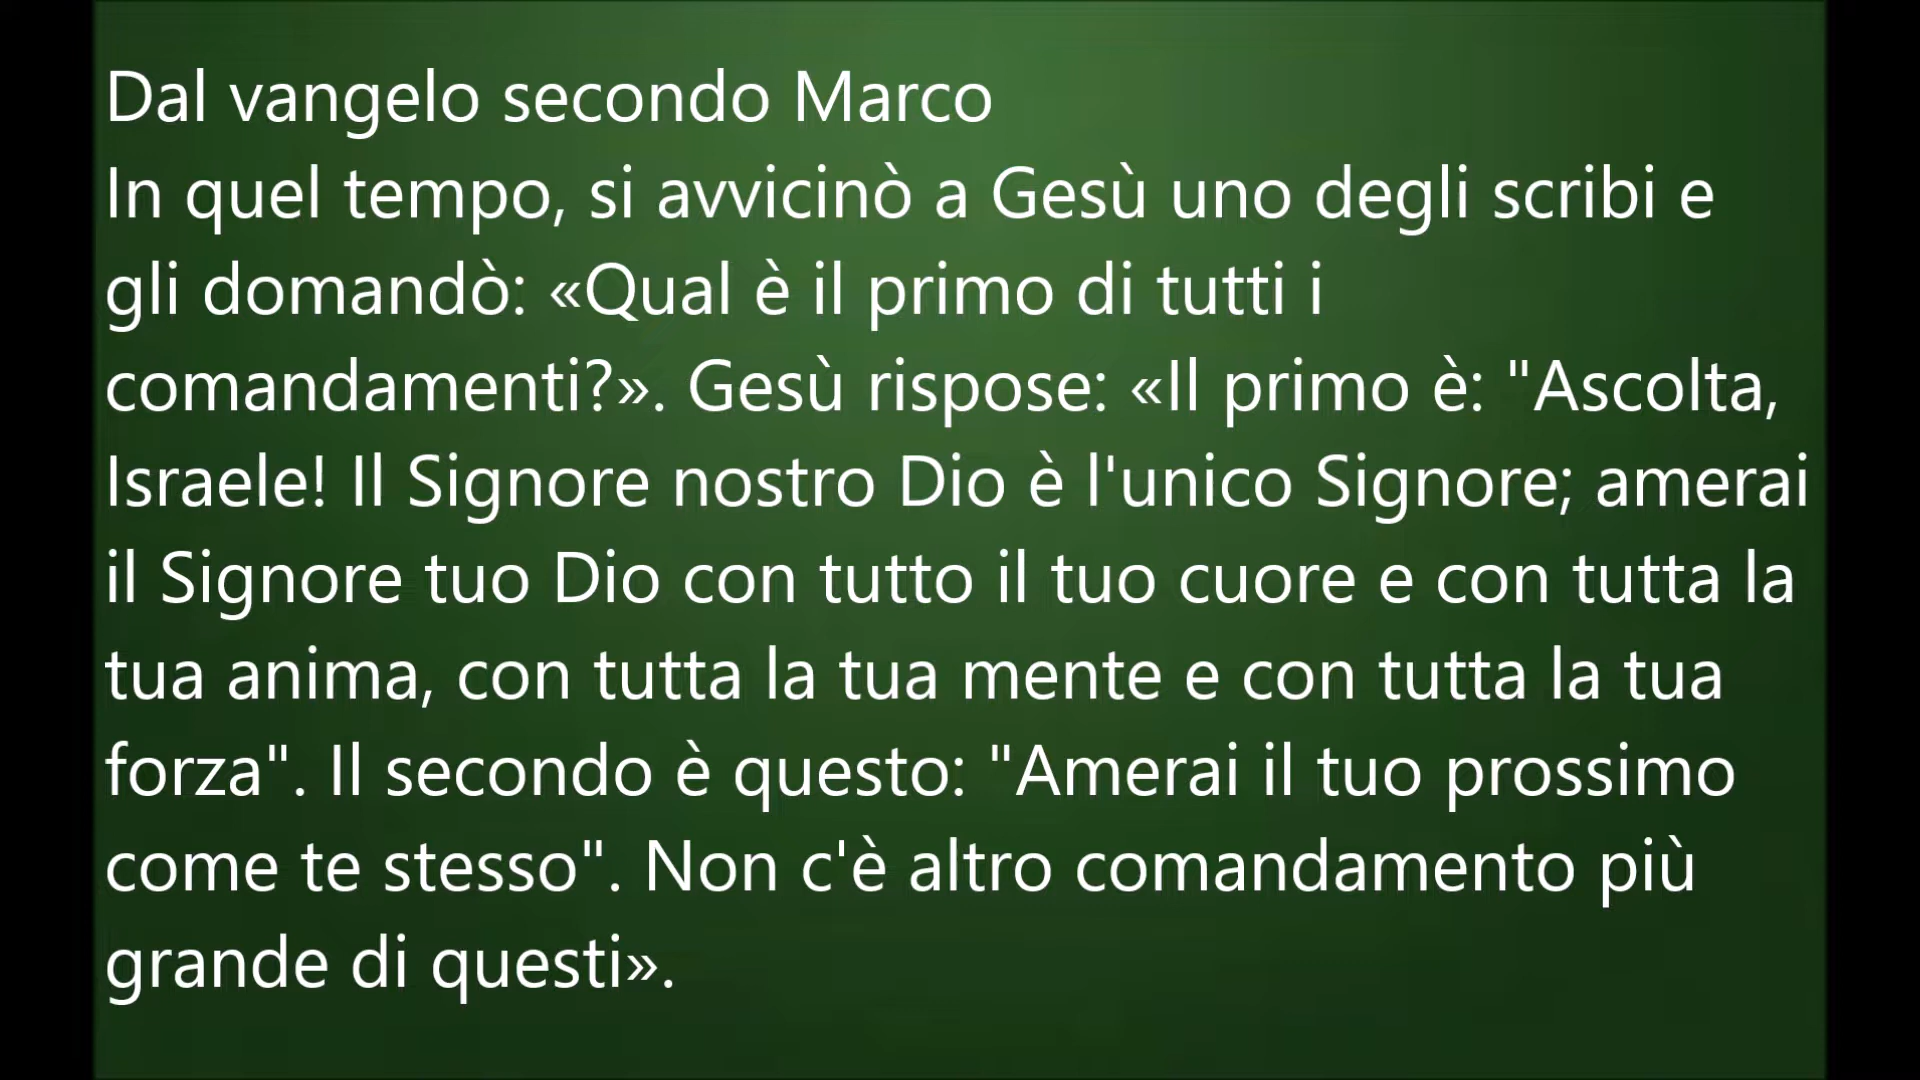 Dal vangelo secondo Marco
In quel tempo, si avvicinò a Gesù uno degli scribi e
gli domandò: «Qual è il primo di tutti i
comandamenti?». Gesù rispose: «Il primo è: "Ascolta,
Israele! Il Signore nostro Dio è l'unico Signore; amerai
il Signore tuo Dio con tutto il tuo cuore e con tutta la
tua anima, con tutta la tua mente e con tutta la tua
forza". Il secondo è questo: "Amerai il tuo prossimo
come te stesso". Non c'è altro comandamento più
grande di questi».